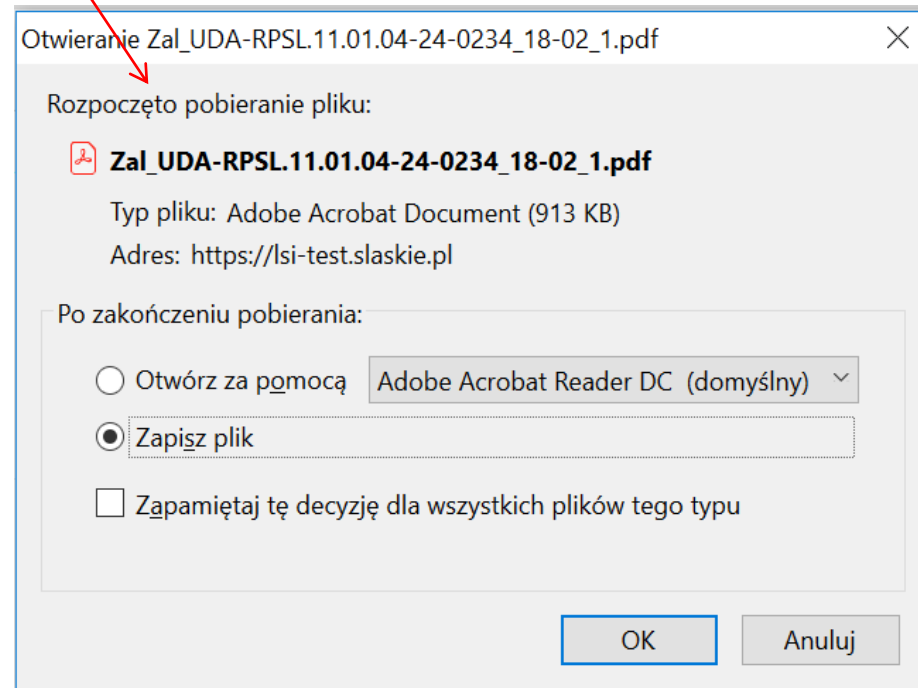 Otwieranie Zal_UDA-RPSL.11.01.04-24-0234_18-02_1.pdf
Rozpoczęto pobieranie pliku:
Zal_UDA-RPSL.11.01.04-24-0234_18-02_1.pdf
Typ pliku: Adobe Acrobat Document (913 KB)
Adres: https://lsi-test.slaskie.pl
Po zakończeniu pobierania:
Otwórz za pomocą Adobe Acrobat Reader DC (domyślny)
Zapisz plik
Zapamiętaj tę decyzję dla wszystkich plików tego typu
OK Anuluj